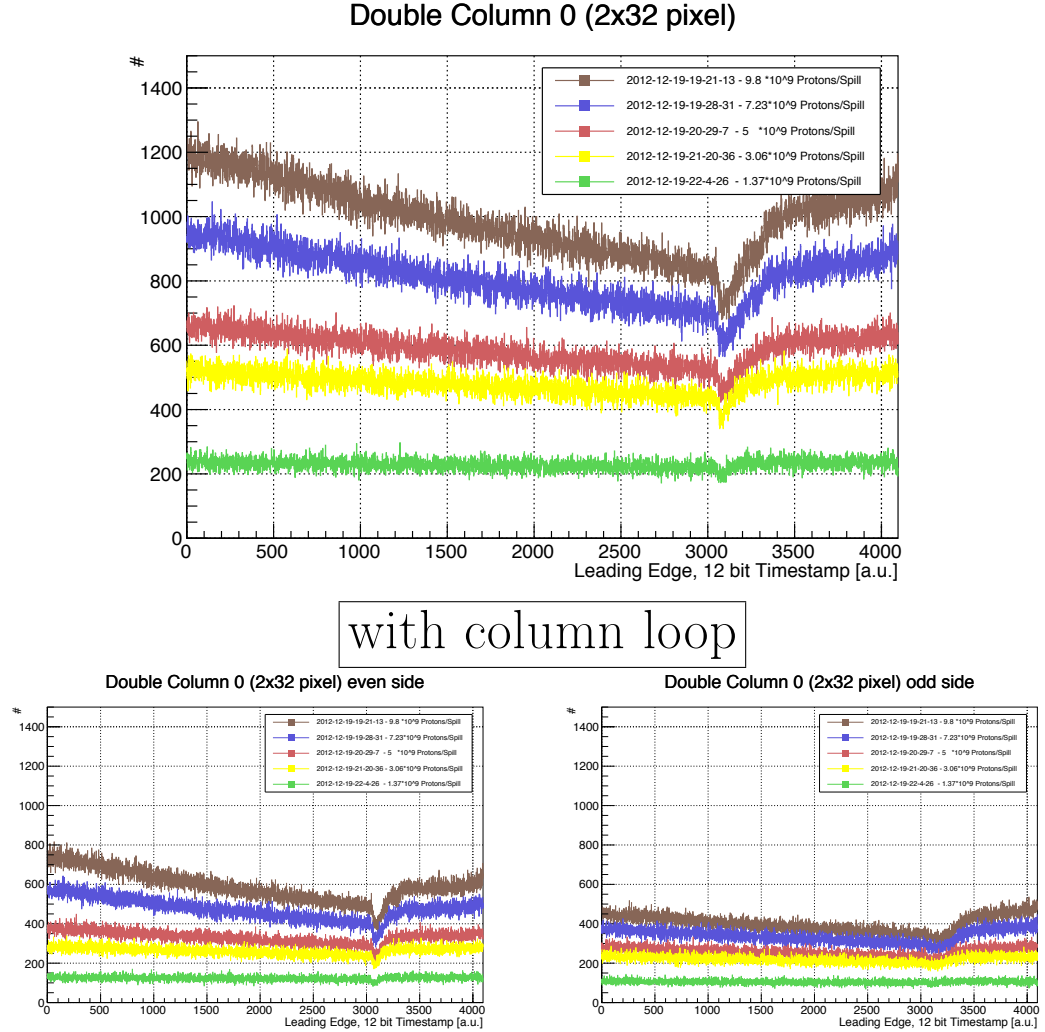 Double Column 0 (2x32 pixel)
#
1400
1200
1000
800
600
400
200
0
2012-12-19-19-21-13 - 9.8 *10^9 Protons/Spill
2012-12-19-19-28-31 - 7.23*10^9 Protons/Spill
2012-12-19-20-29-7 - 5 *10^9 Protons/Spill
2012-12-19-21-20-36 - 3.06*10^9 Protons/Spill
2012-12-19-22-4-26 - 1.37*10^9 Protons/Spill
0 500 1000 1500 2000 2500 3000 3500 4000
Leading Edge, 12 bit Timestamp [a.u.]
with column loop
Double Column 0 (2x32 pixel) even side
#
1400
1200
1000
800
600
400
200
0
2012-12-19-19-21-13 - 9.8 *10^9 Protons/Spill
2012-12-19-19-28-31 - 7.23*10^9 Protons/Spill
2012-12-19-20-29-7 - 5 *10^9 Protons/Spill
2012-12-19-21-20-36 - 3.06*10^9 Protons/Spill
2012-12-19-22-4-26 - 1.37*10^9 Protons/Spill
0 500 1000 1500 2000 2500 3000 3500 4000
Leading Edge, 12 bit Timestamp [a.u.]
Double Column 0 (2x32 pixel) odd side
#
1400
1200
1000
800
600
400
200
0
2012-12-19-19-21-13 - 9.8 *10^9 Protons/Spill
2012-12-19-19-28-31 - 7.23*10^9 Protons/Spill
2012-12-19-20-29-7 - 5 *10^9 Protons/Spill
2012-12-19-21-20-36 - 3.06*10^9 Protons/Spill
2012-12-19-22-4-26 - 1.37*10^9 Protons/Spill
0 500 1000 1500 2000 2500 3000 3500 4000
Leading Edge, 12 bit Timestamp [a.u.]